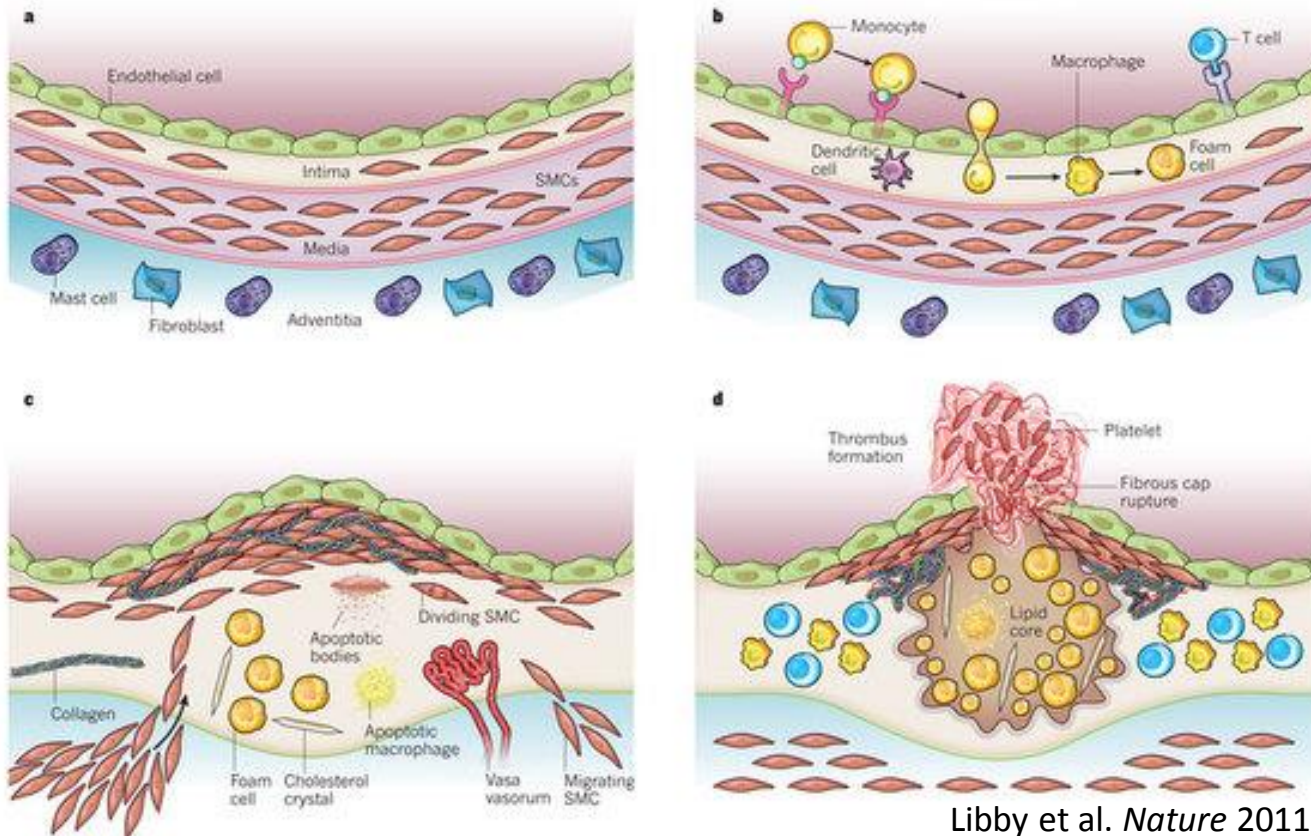 a
Endothelial cell
Intima
SMCs
Media
Mast cell
Fibroblast
Adventitia
b
Monocyte
T cell
Macrophage
Dendritic
cell
Foam
cell
c
Dividing SMC
Apoptotic
bodies
Collagen
Apoptotic
macrophage
Foam
cell
Cholesterol
crystal
Vasa
vasorum
Migrating
SMC
d
Thrombus
formation
Platelet
Fibrous cap
rupture
Lipid
core
Libby et al. Nature 2011